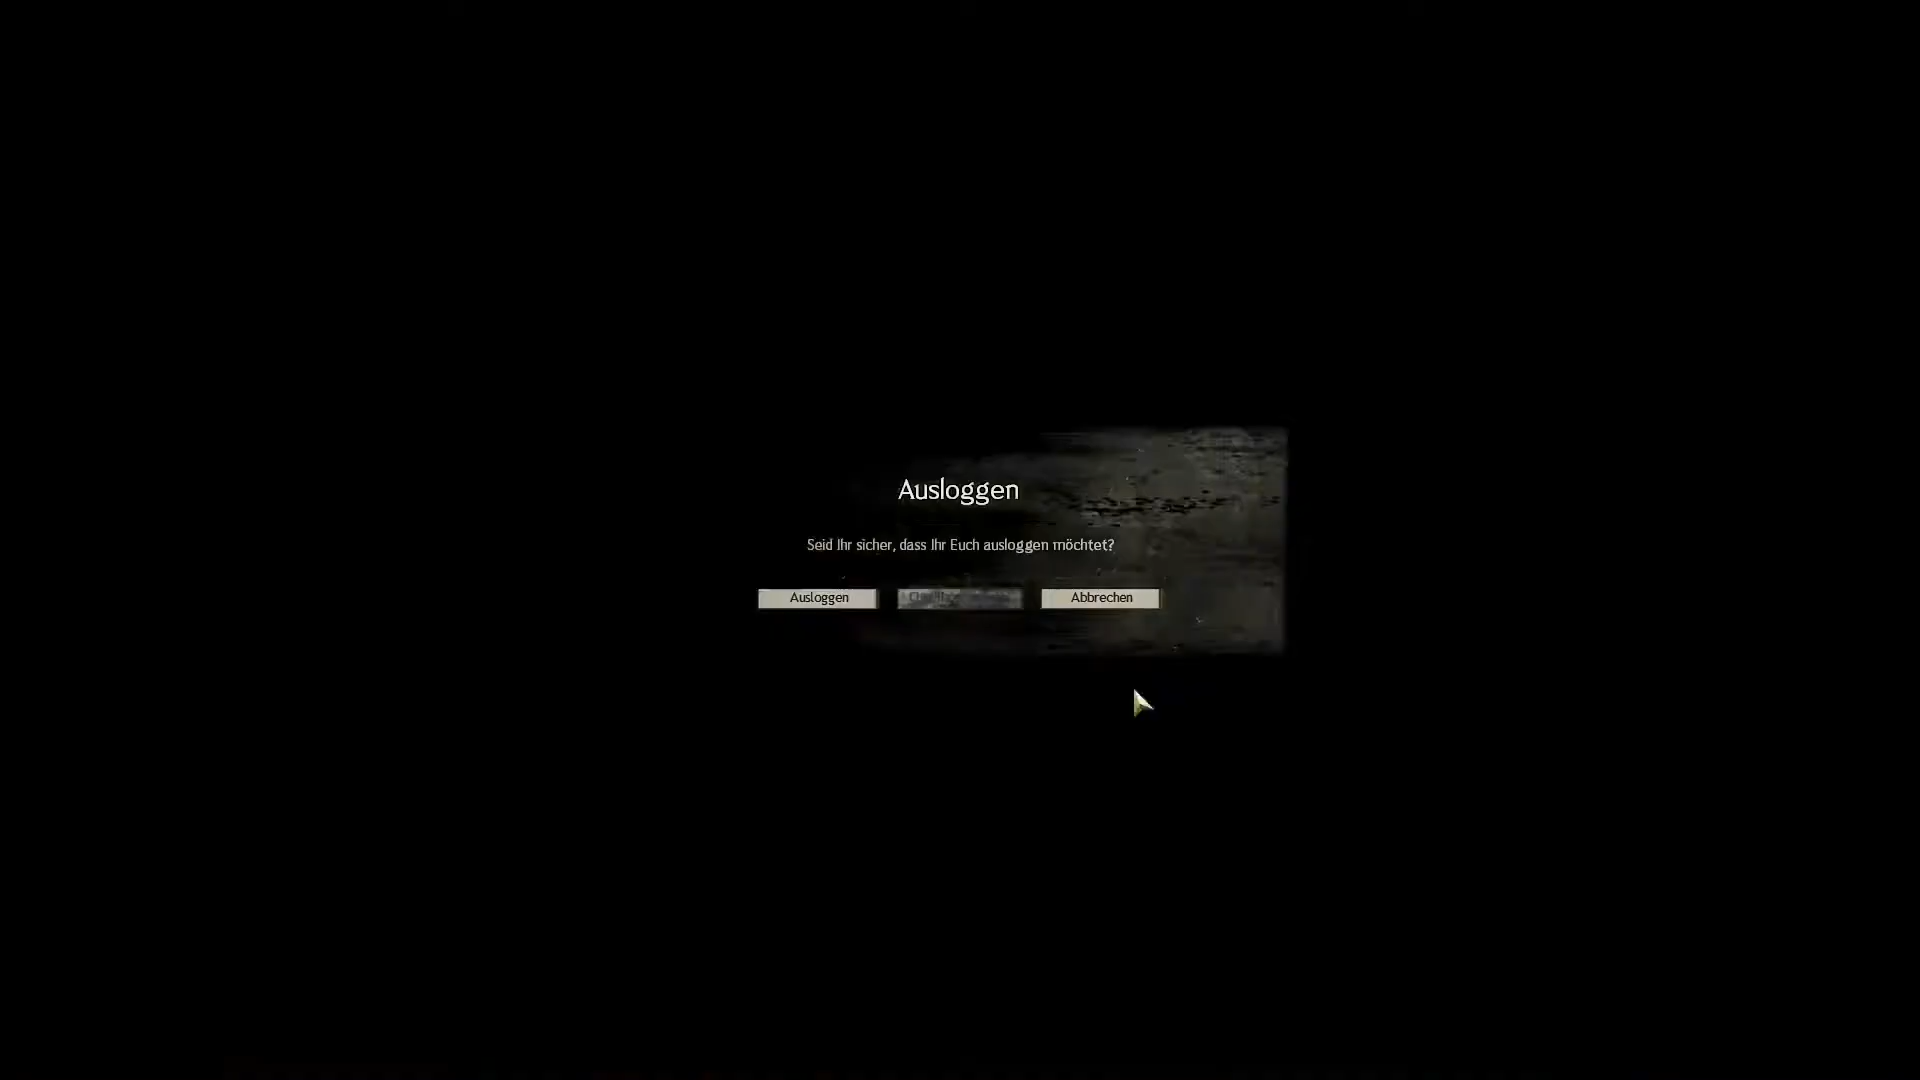 Ausloggen
Seid Ihr sicher, dass Ihr Euch ausloggen möchtet?
Ausloggen
Abbrechen